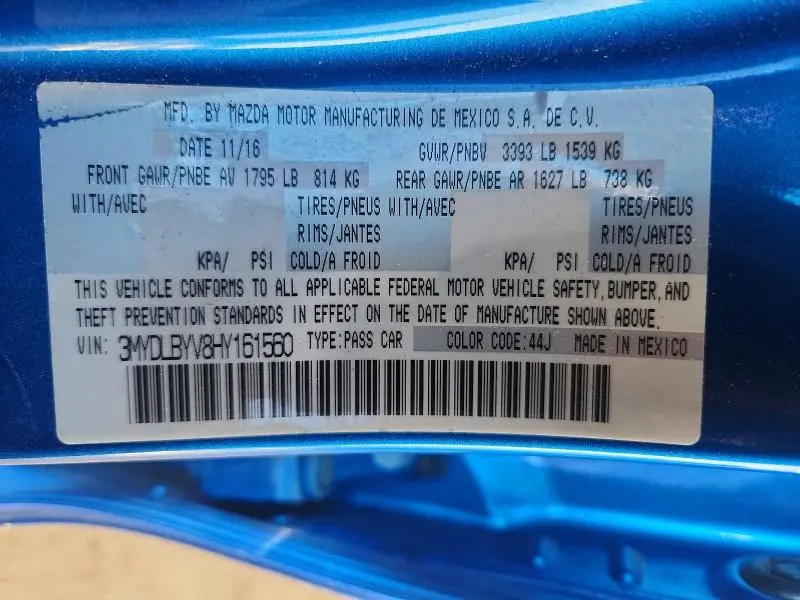 MFD. BY MAZDA MOTOR MANUFACTURING DE MEXICO S.A. DE C.V.
DATE 11/16 GVWR/PNBV 3393 LB 1539 KG
FRONT GAWR/PNBE AV 1795 LB 814 KG REAR GAWR/PNBE AR 1627 LB 738 KG
WITH/AVEC TIRES/PNEUS WITH/AVEC TIRES/PNEUS
RIMS/JANTES RIMS/JANTES
KPA/ PSI COLD/A FROID KPA/ PSI COLD/A FROID
THIS VEHICLE CONFORMS TO ALL APPLICABLE FEDERAL MOTOR VEHICLE SAFETY, BUMPER, AND
THEFT PREVENTION STANDARDS IN EFFECT ON THE DATE OF MANUFACTURE SHOWN ABOVE.
VIN: 3MYDLBYV8HY161560 TYPE:PASS CAR COLOR CODE:44J MADE IN MEXICO